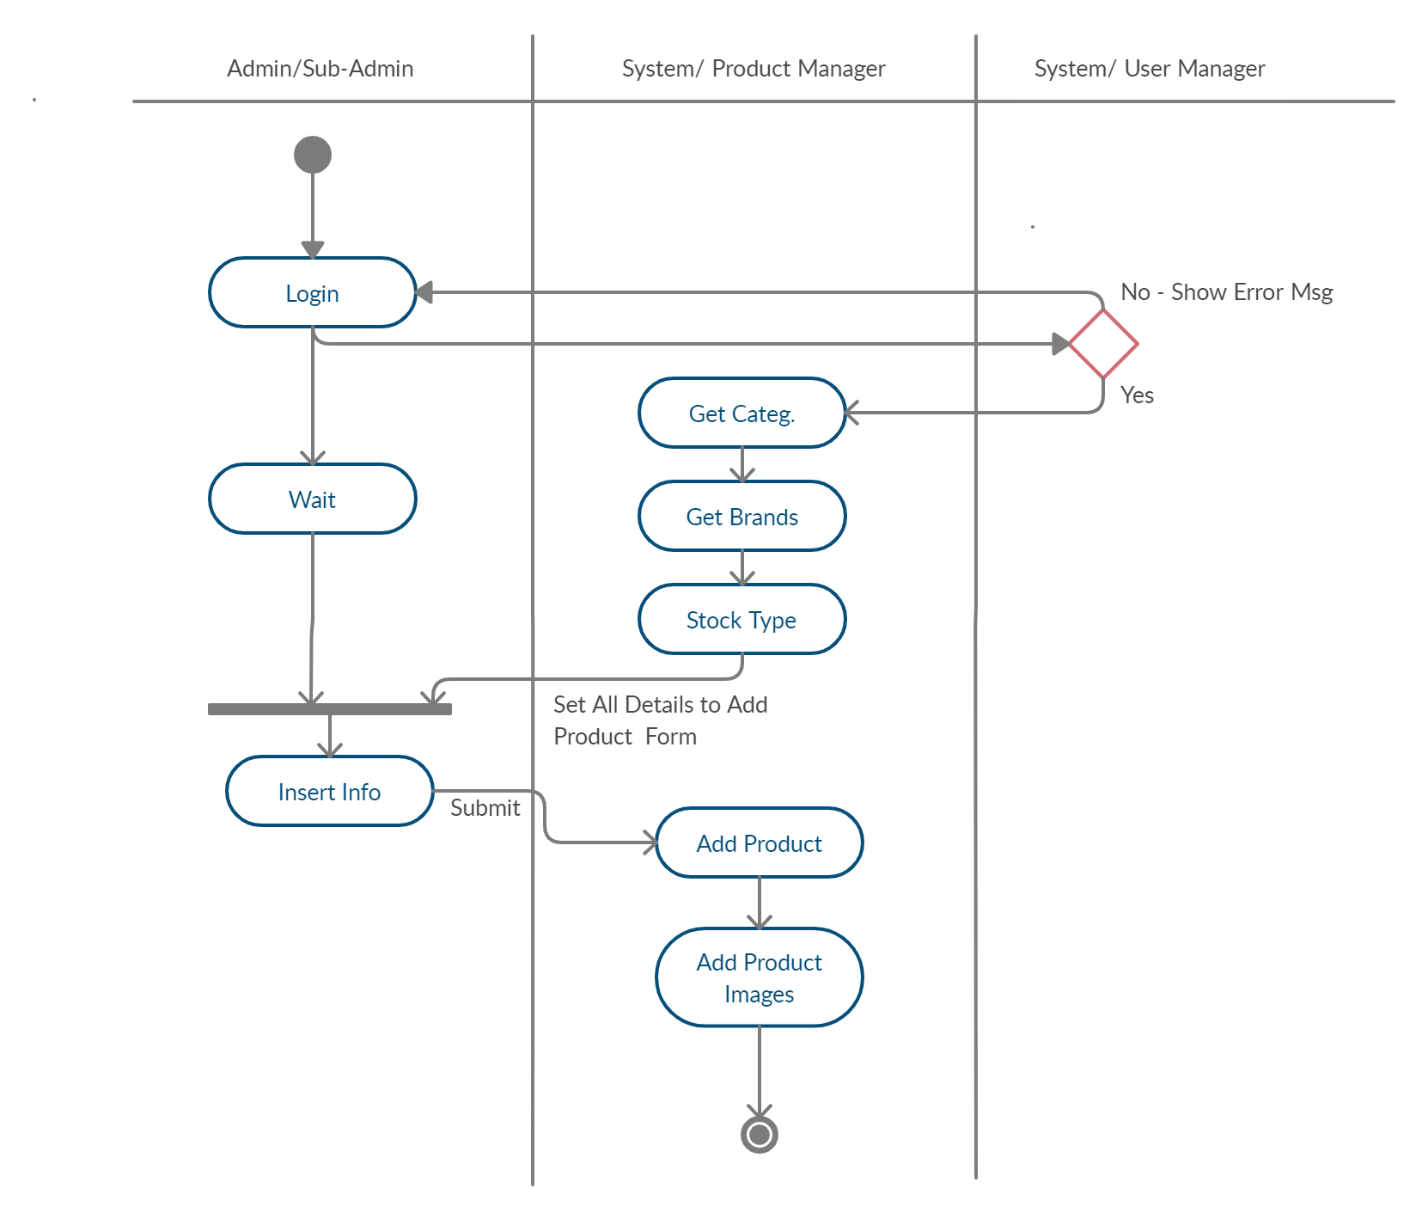 Admin/Sub-Admin
System/ Product Manager
System/ User Manager
Login
No - Show Error Msg
Yes
Get Categ.
Wait
Get Brands
Stock Type
Set All Details to Add
Product Form
Insert Info
Submit
Add Product
Add Product
Images